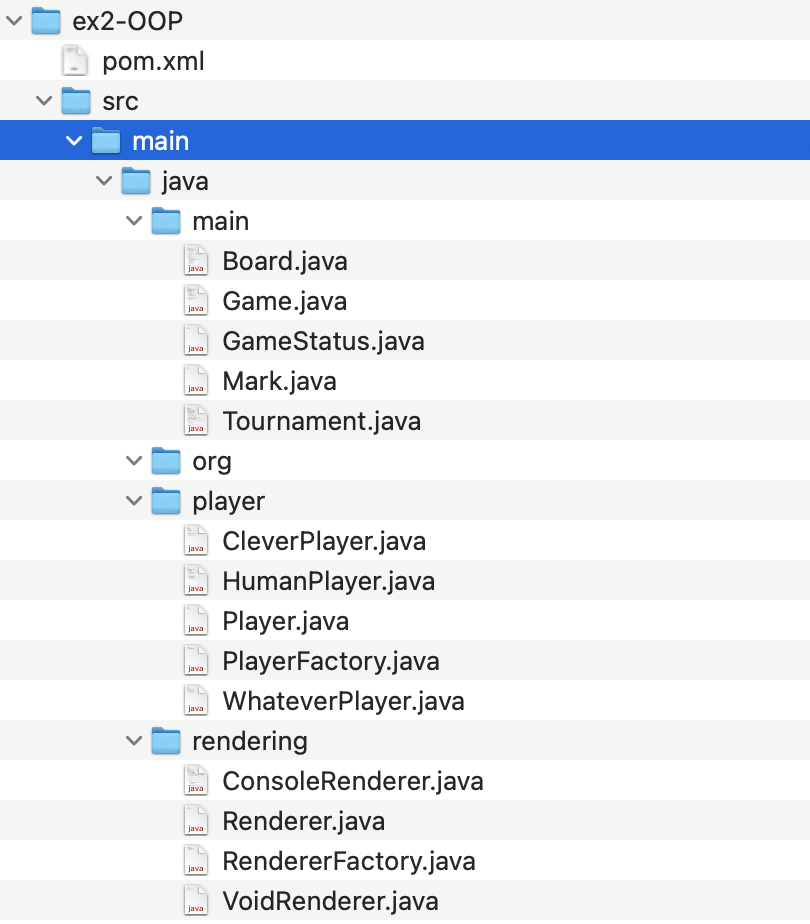 ex2-OOP
pom.xml
src
main
java
main
java Board.java
java Game.java
java GameStatus.java
java Mark.java
java Tournament.java
org
player
java CleverPlayer.java
java HumanPlayer.java
java Player.java
java PlayerFactory.java
java WhateverPlayer.java
rendering
java ConsoleRenderer.java
java Renderer.java
java RendererFactory.java
java VoidRenderer.java